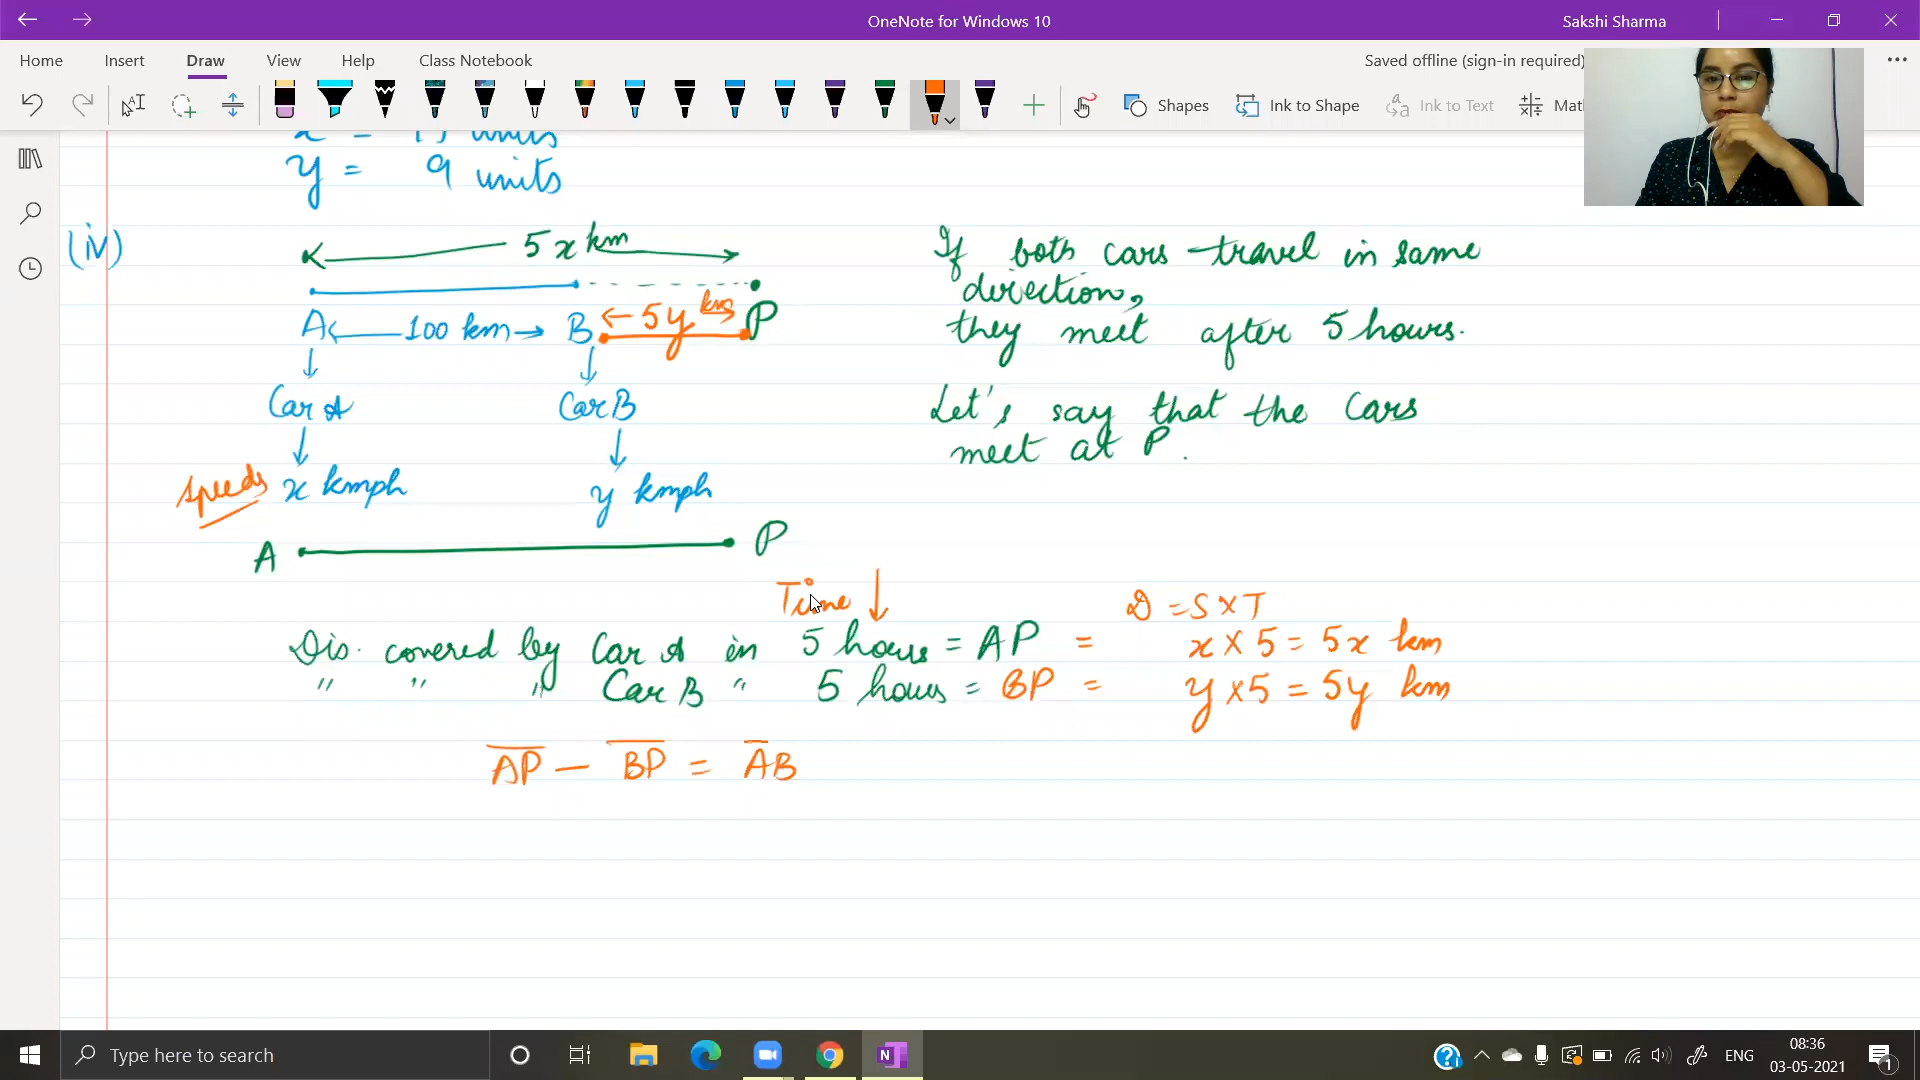 OneNote for Windows 10
Sakshi Sharma
Home Insert Draw View Help Class Notebook
Saved offline (sign-in required)
Shapes Ink to Shape Ink to Text Mat
units
y = 9 units
(iv)
5x km
A 100 km B 5y km P
Car A Car B
speeds x kmph y kmph
If both cars travel in same
direction,
they meet after 5 hours.
Let's say that the Cars
meet at P.
A P
Time
D = S × T
Dis. covered by Car A in 5 hours = AP = x × 5 = 5x km
" " " Car B " 5 hours = BP = y × 5 = 5y km
AP - BP = AB
Type here to search
ENG
08:36
03-05-2021
1